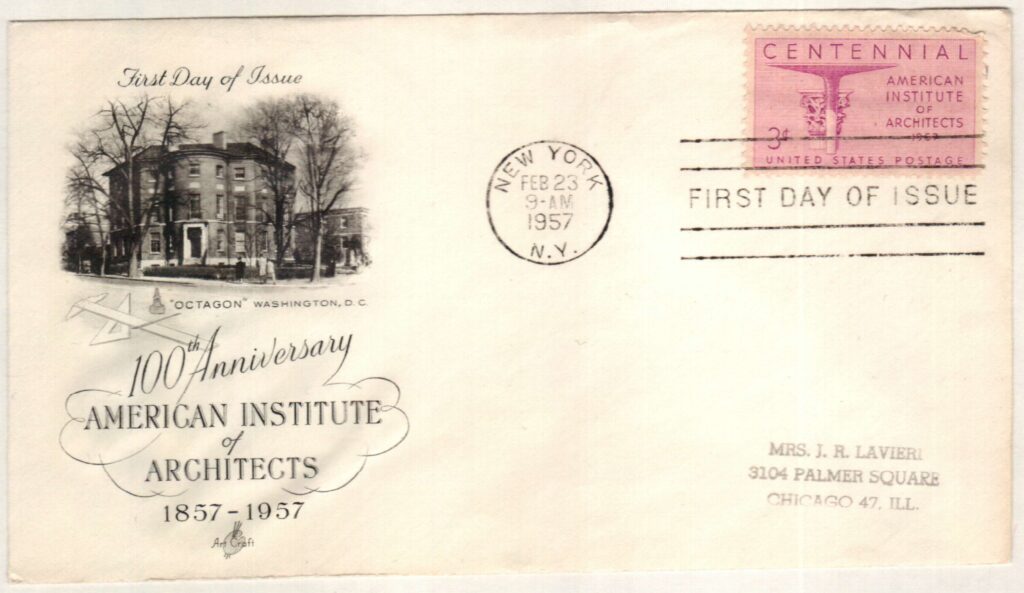 First Day of Issue
"OCTAGON" WASHINGTON, D.C.
100th Anniversary
AMERICAN INSTITUTE
of
ARCHITECTS
1857-1957
Art Craft
NEW YORK
FEB 23
9-AM
1957
N.Y.
CENTENNIAL
AMERICAN
INSTITUTE
OF
ARCHITECTS
1957
3¢
UNITED STATES POSTAGE
FIRST DAY OF ISSUE
MRS. J. R. LAVIERI
3104 PALMER SQUARE
CHICAGO 47, ILL.